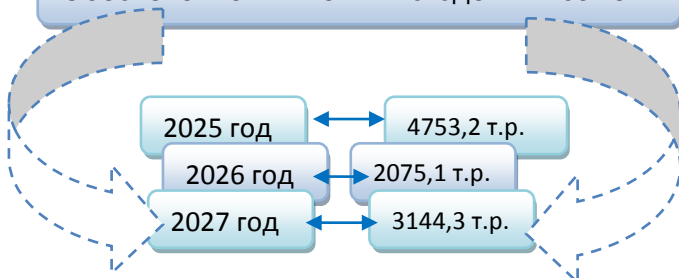 2025 год 4753,2 т.р.
2026 год 2075,1 т.р.
2027 год 3144,3 т.р.